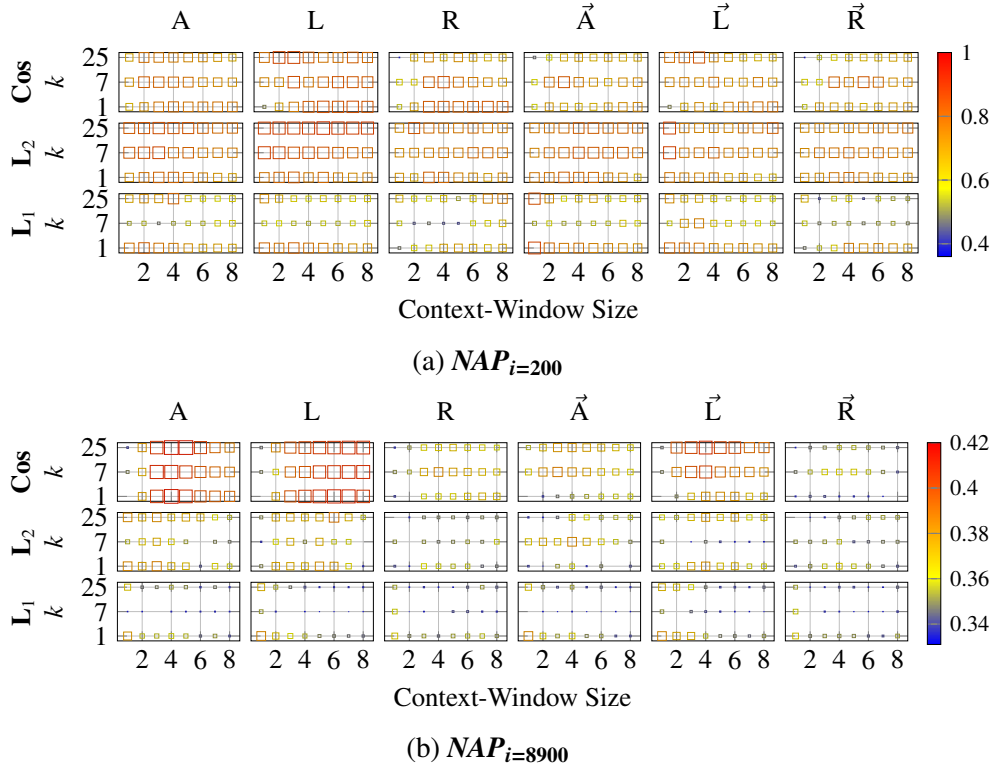 A L R A⃗ L⃗ R⃗
Cos k 25 7 1
L₂ k 25 7 1
L₁ k 25 7 1
1 0.8 0.6 0.4
2 4 6 8 2 4 6 8 2 4 6 8 2 4 6 8 2 4 6 8 2 4 6 8
Context-Window Size
(a) NAPᵢ₌₂₀₀
A L R A⃗ L⃗ R⃗
Cos k 25 7 1
L₂ k 25 7 1
L₁ k 25 7 1
0.42 0.4 0.38 0.36 0.34
2 4 6 8 2 4 6 8 2 4 6 8 2 4 6 8 2 4 6 8 2 4 6 8
Context-Window Size
(b) NAPᵢ₌₈₉₀₀